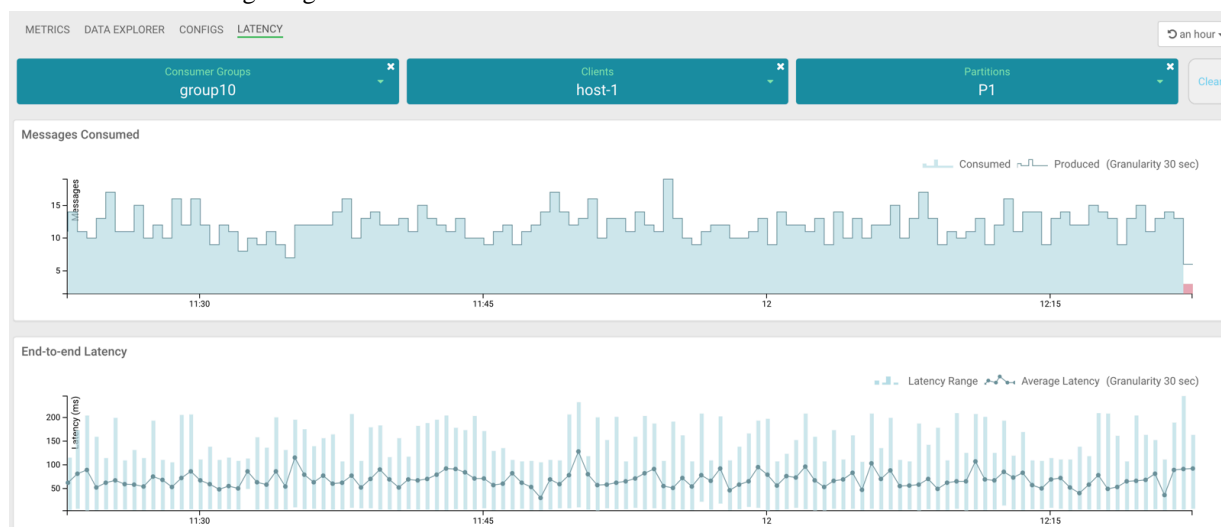 METRICS DATA EXPLORER CONFIGS LATENCY
an hour
Consumer Groups
group10
Clients
host-1
Partitions
P1
Clear
Messages Consumed
Consumed Produced (Granularity 30 sec)
Messages
15
10
5
11:30 11:45 12 12:15
End-to-end Latency
Latency Range Average Latency (Granularity 30 sec)
Latency (ms)
200
150
100
50
11:30 11:45 12 12:15